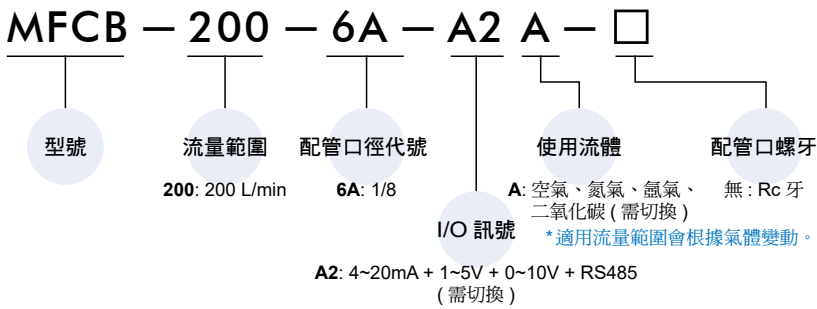 MFCB — 200 — 6A — A2 A — □
型號
流量範圍
配管口徑代號
使用流體
配管口螺牙
200: 200 L/min
6A: 1/8
A: 空氣、氮氣、氬氣、
二氧化碳 ( 需切換 )
*適用流量範圍會根據氣體變動。
無 : Rc 牙
I/O 訊號
A2: 4~20mA + 1~5V + 0~10V + RS485
( 需切換 )